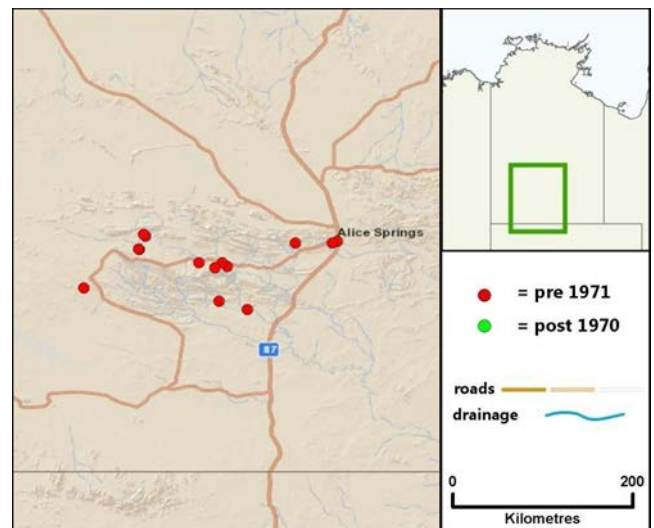 Alice Springs
87
= pre 1971
= post 1970
roads
drainage
0 200
Kilometres